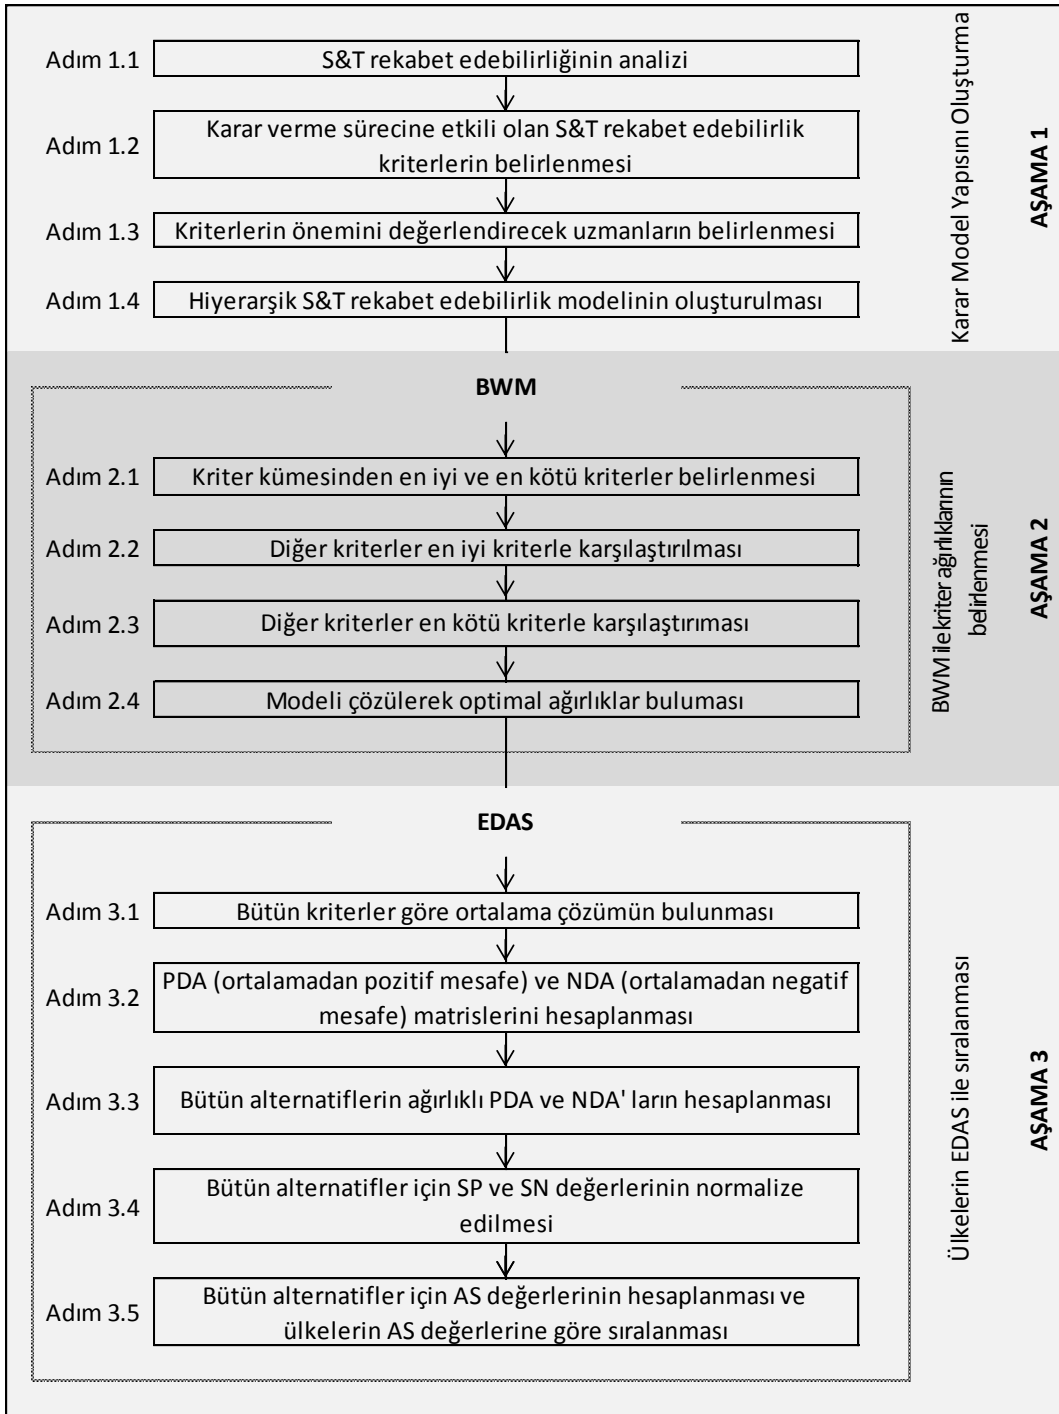 Adım 1.1
S&T rekabet edebilirliğinin analizi
Adım 1.2
Karar verme sürecine etkili olan S&T rekabet edebilirlik
kriterlerin belirlenmesi
Adım 1.3
Kriterlerin önemini değerlendirecek uzmanların belirlenmesi
Adım 1.4
Hiyerarşik S&T rekabet edebilirlik modelinin oluşturulması
Karar Model Yapısını Oluşturma
AŞAMA 1
BWM
Adım 2.1
Kriter kümesinden en iyi ve en kötü kriterler belirlenmesi
Adım 2.2
Diğer kriterler en iyi kriterle karşılaştırılması
Adım 2.3
Diğer kriterler en kötü kriterle karşılaştırıması
Adım 2.4
Modeli çözülerek optimal ağırlıklar buluması
BWM ile kriter ağırlıklarının
belirlenmesi
AŞAMA 2
EDAS
Adım 3.1
Bütün kriterler göre ortalama çözümün bulunması
Adım 3.2
PDA (ortalamadan pozitif mesafe) ve NDA (ortalamadan negatif
mesafe) matrislerini hesaplanması
Adım 3.3
Bütün alternatiflerin ağırlıklı PDA ve NDA' ların hesaplanması
Adım 3.4
Bütün alternatifler için SP ve SN değerlerinin normalize
edilmesi
Adım 3.5
Bütün alternatifler için AS değerlerinin hesaplanması ve
ülkelerin AS değerlerine göre sıralanması
Ülkelerin EDAS ile sıralanması
AŞAMA 3